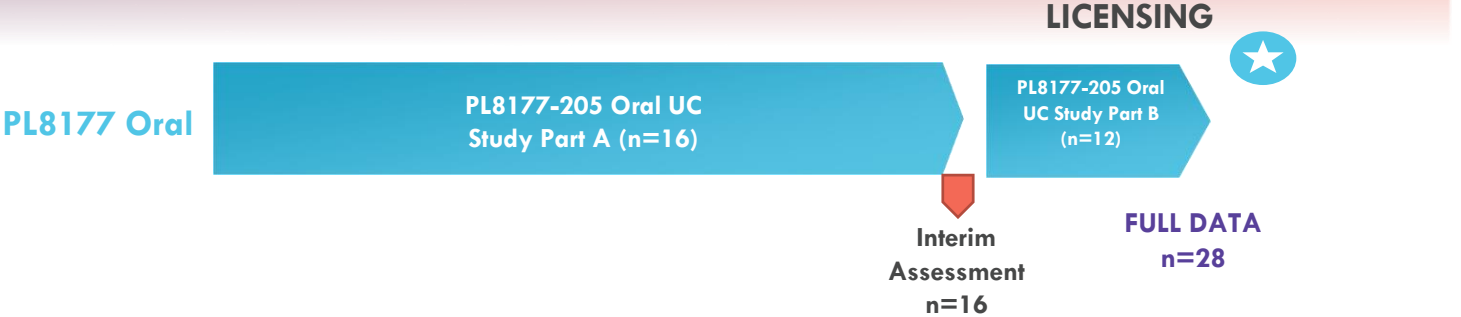 LICENSING
PL8177 Oral
PL8177-205 Oral UC
Study Part A (n=16)
PL8177-205 Oral
UC Study Part B
(n=12)
Interim
Assessment
n=16
FULL DATA
n=28